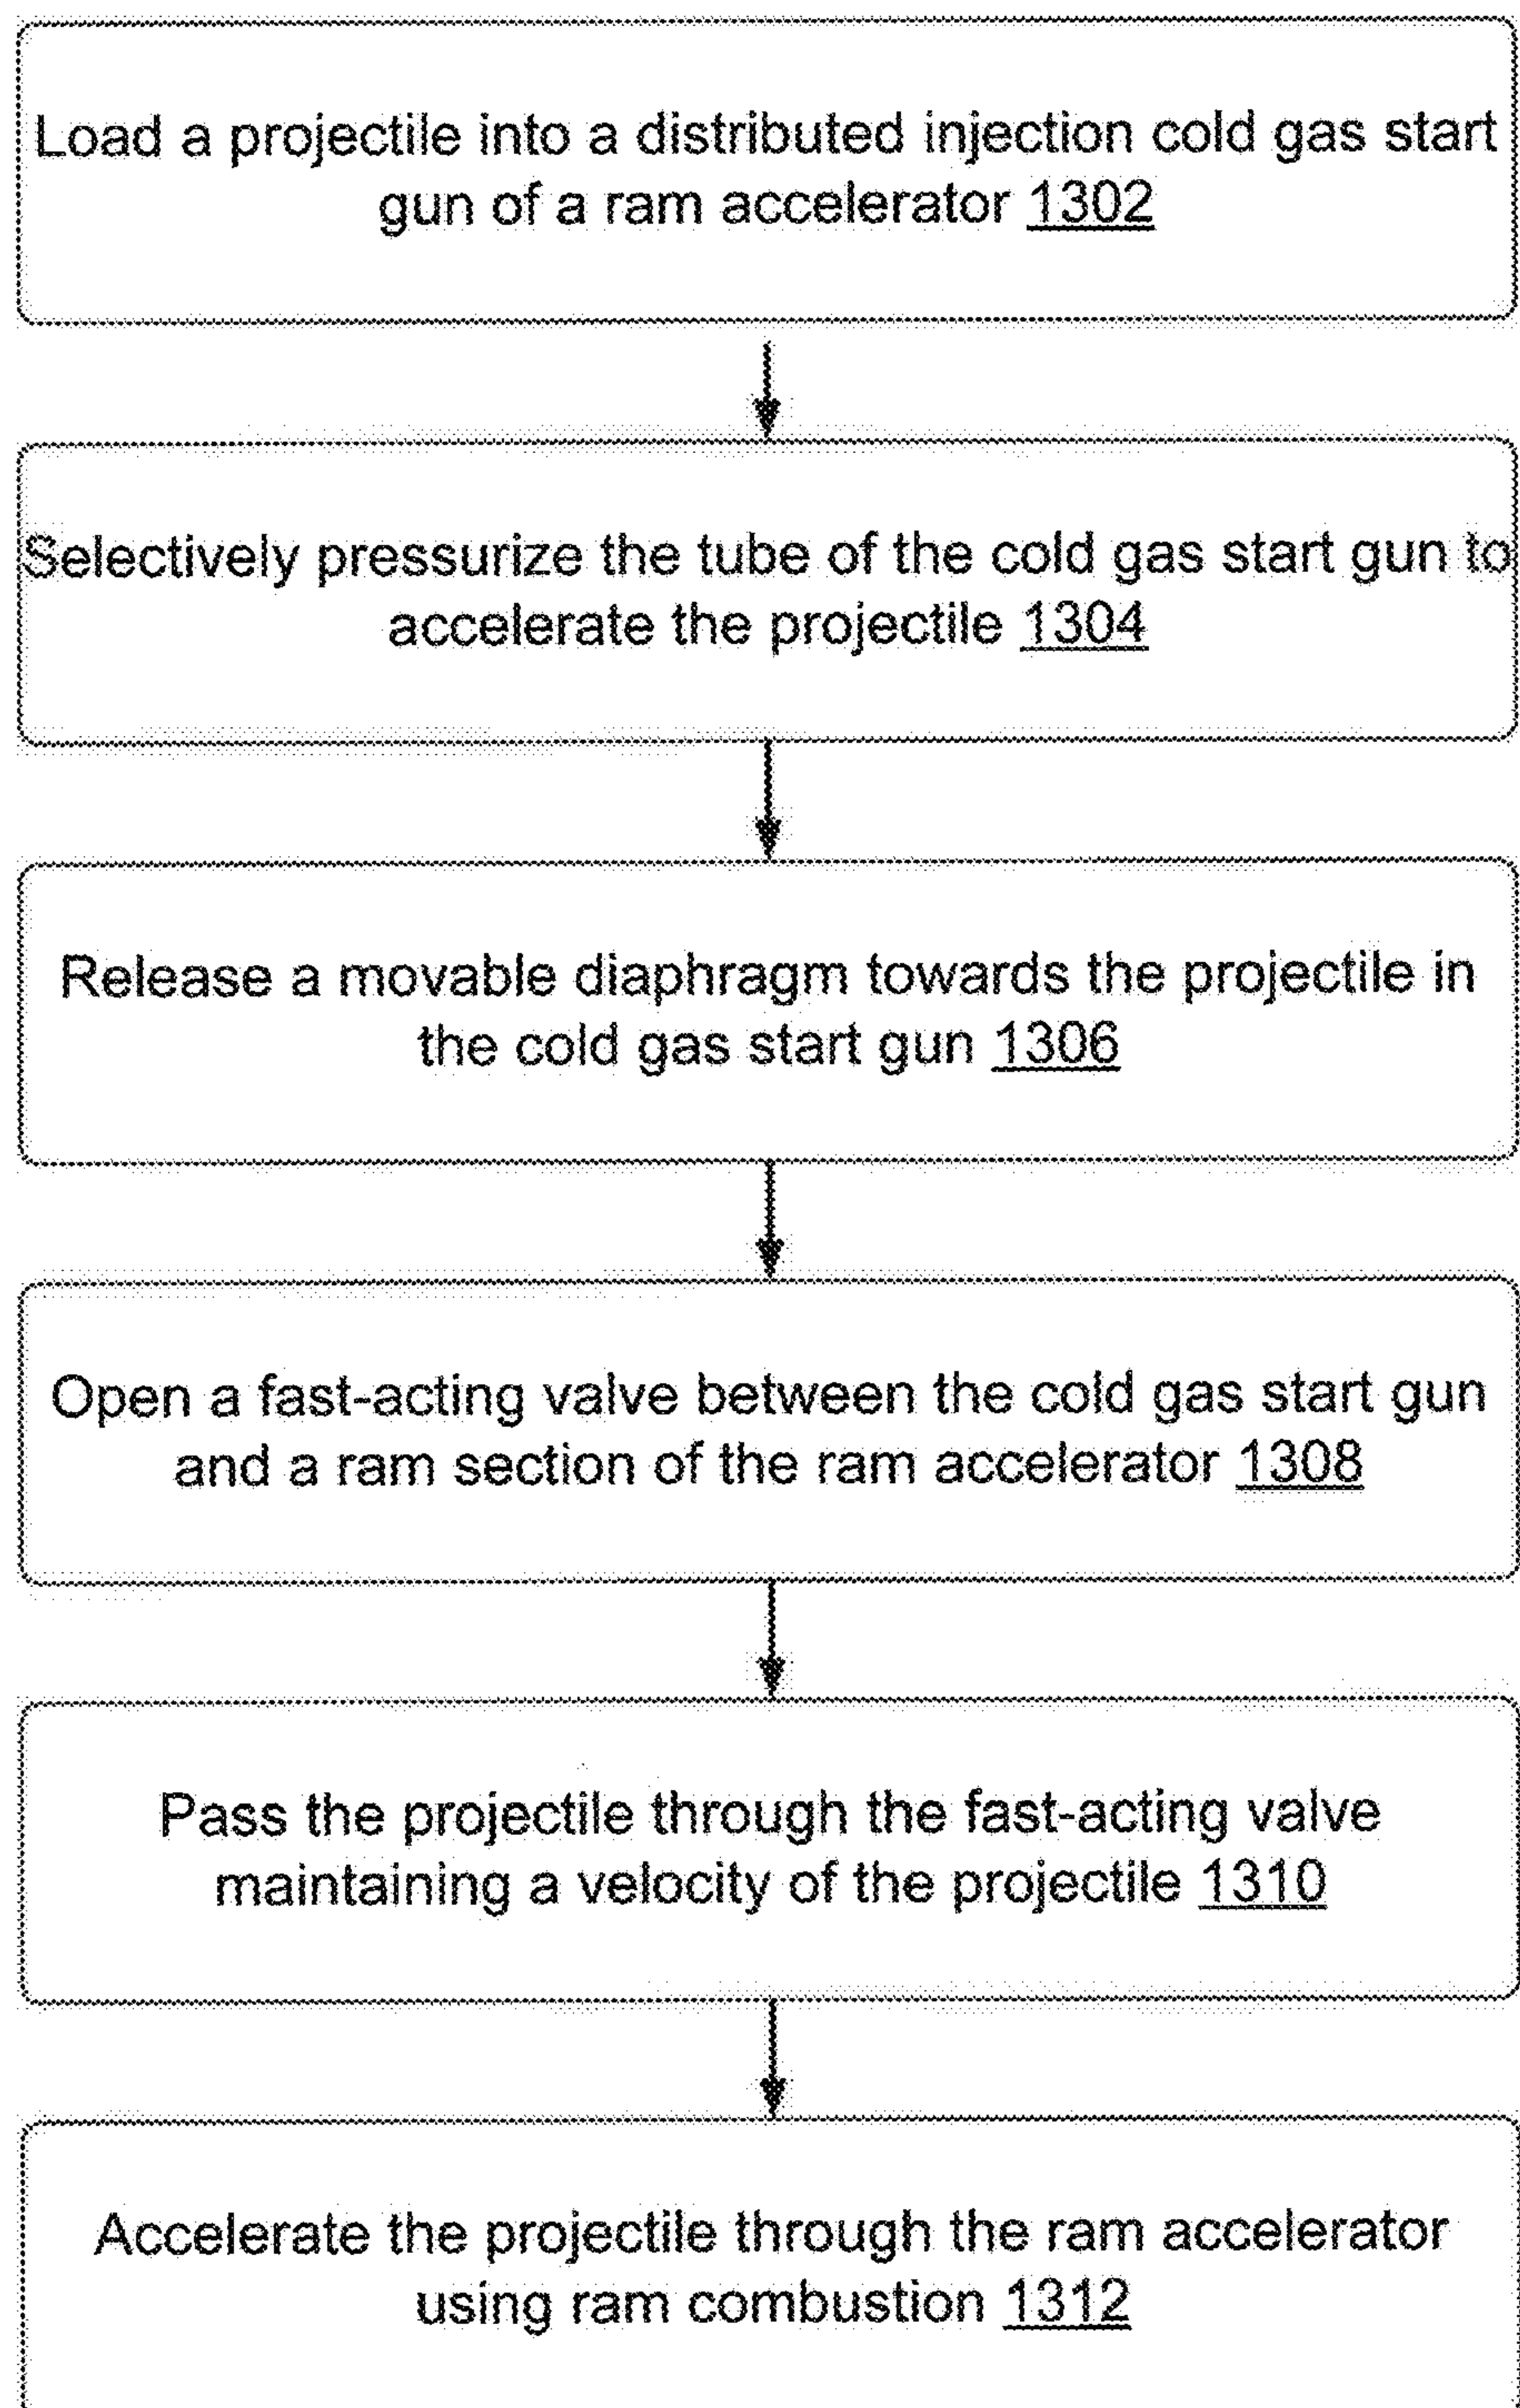 Load a projectile into a distributed injection cold gas start
gun of a ram accelerator 1302
Selectively pressurize the tube of the cold gas start gun to
accelerate the projectile 1304
Release a movable diaphragm towards the projectile in
the cold gas start gun 1306
Open a fast-acting valve between the cold gas start gun
and a ram section of the ram accelerator 1308
Pass the projectile through the fast-acting valve
maintaining a velocity of the projectile 1310
Accelerate the projectile through the ram accelerator
using ram combustion 1312